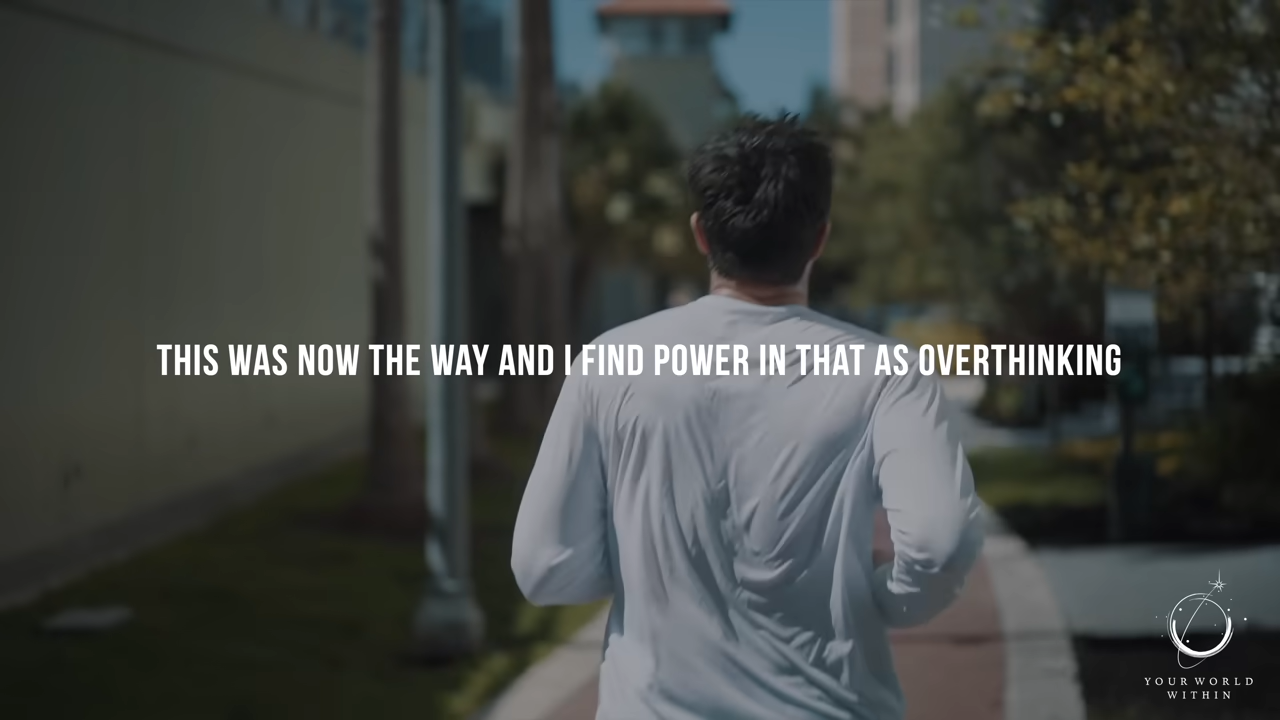 THIS WAS NOW THE WAY AND I FIND POWER IN THAT AS OVERTHINKING
YOUR WORLD
WITHIN